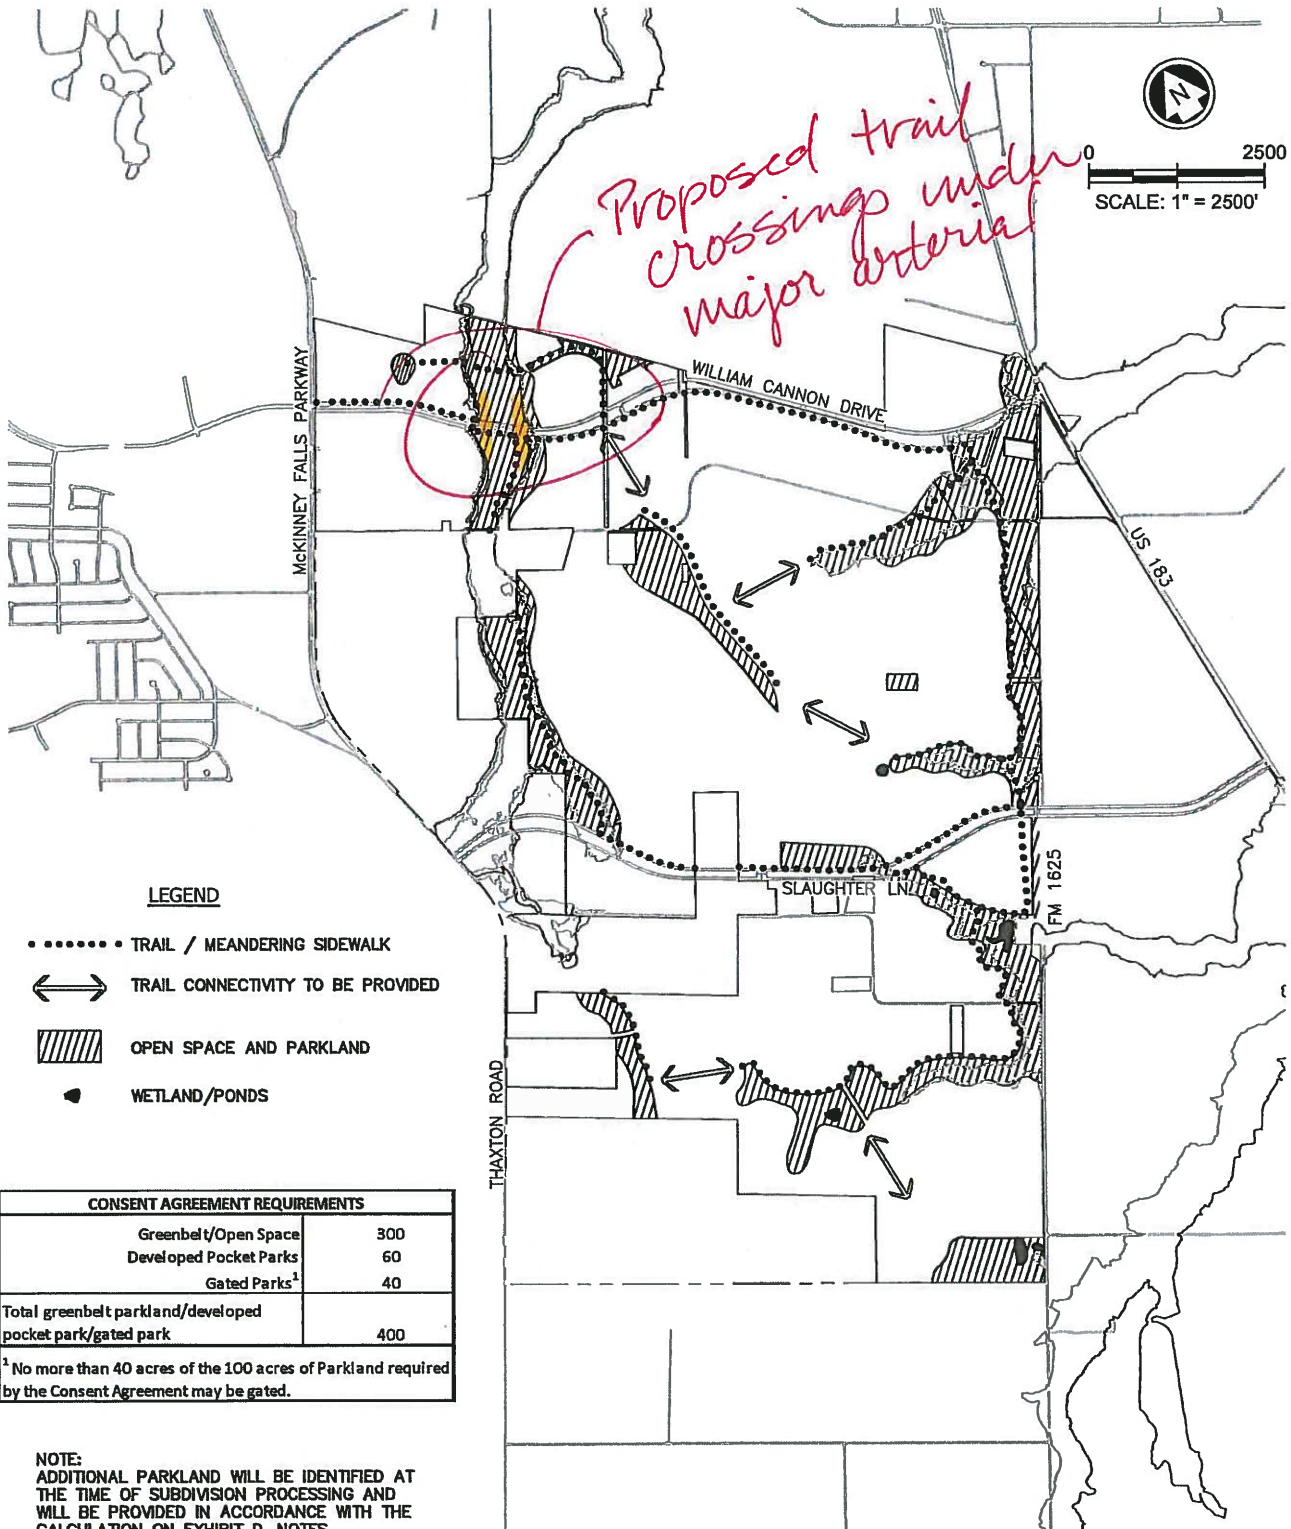 Proposed trail
crossings under
major arterial
N
0 2500
SCALE: 1" = 2500'
McKINNEY FALLS PARKWAY
WILLIAM CANNON DRIVE
US 183
SLAUGHTER LN
FM 1625
THAXTON ROAD
LEGEND
TRAIL / MEANDERING SIDEWALK
TRAIL CONNECTIVITY TO BE PROVIDED
OPEN SPACE AND PARKLAND
WETLAND/PONDS
CONSENT AGREEMENT REQUIREMENTS
Greenbelt/Open Space 300
Developed Pocket Parks 60
Gated Parks¹ 40
Total greenbelt parkland/developed
pocket park/gated park 400
¹ No more than 40 acres of the 100 acres of Parkland required
by the Consent Agreement may be gated.
NOTE:
ADDITIONAL PARKLAND WILL BE IDENTIFIED AT
THE TIME OF SUBDIVISION PROCESSING AND
WILL BE PROVIDED IN ACCORDANCE WITH THE
CALCULATION ON EXHIBIT D NOTES